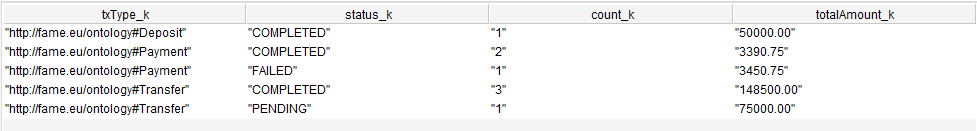 txType_k status_k count_k totalAmount_k
"http://fame.eu/ontology#Deposit" "COMPLETED" "1" "50000.00"
"http://fame.eu/ontology#Payment" "COMPLETED" "2" "3390.75"
"http://fame.eu/ontology#Payment" "FAILED" "1" "3450.75"
"http://fame.eu/ontology#Transfer" "COMPLETED" "3" "148500.00"
"http://fame.eu/ontology#Transfer" "PENDING" "1" "75000.00"